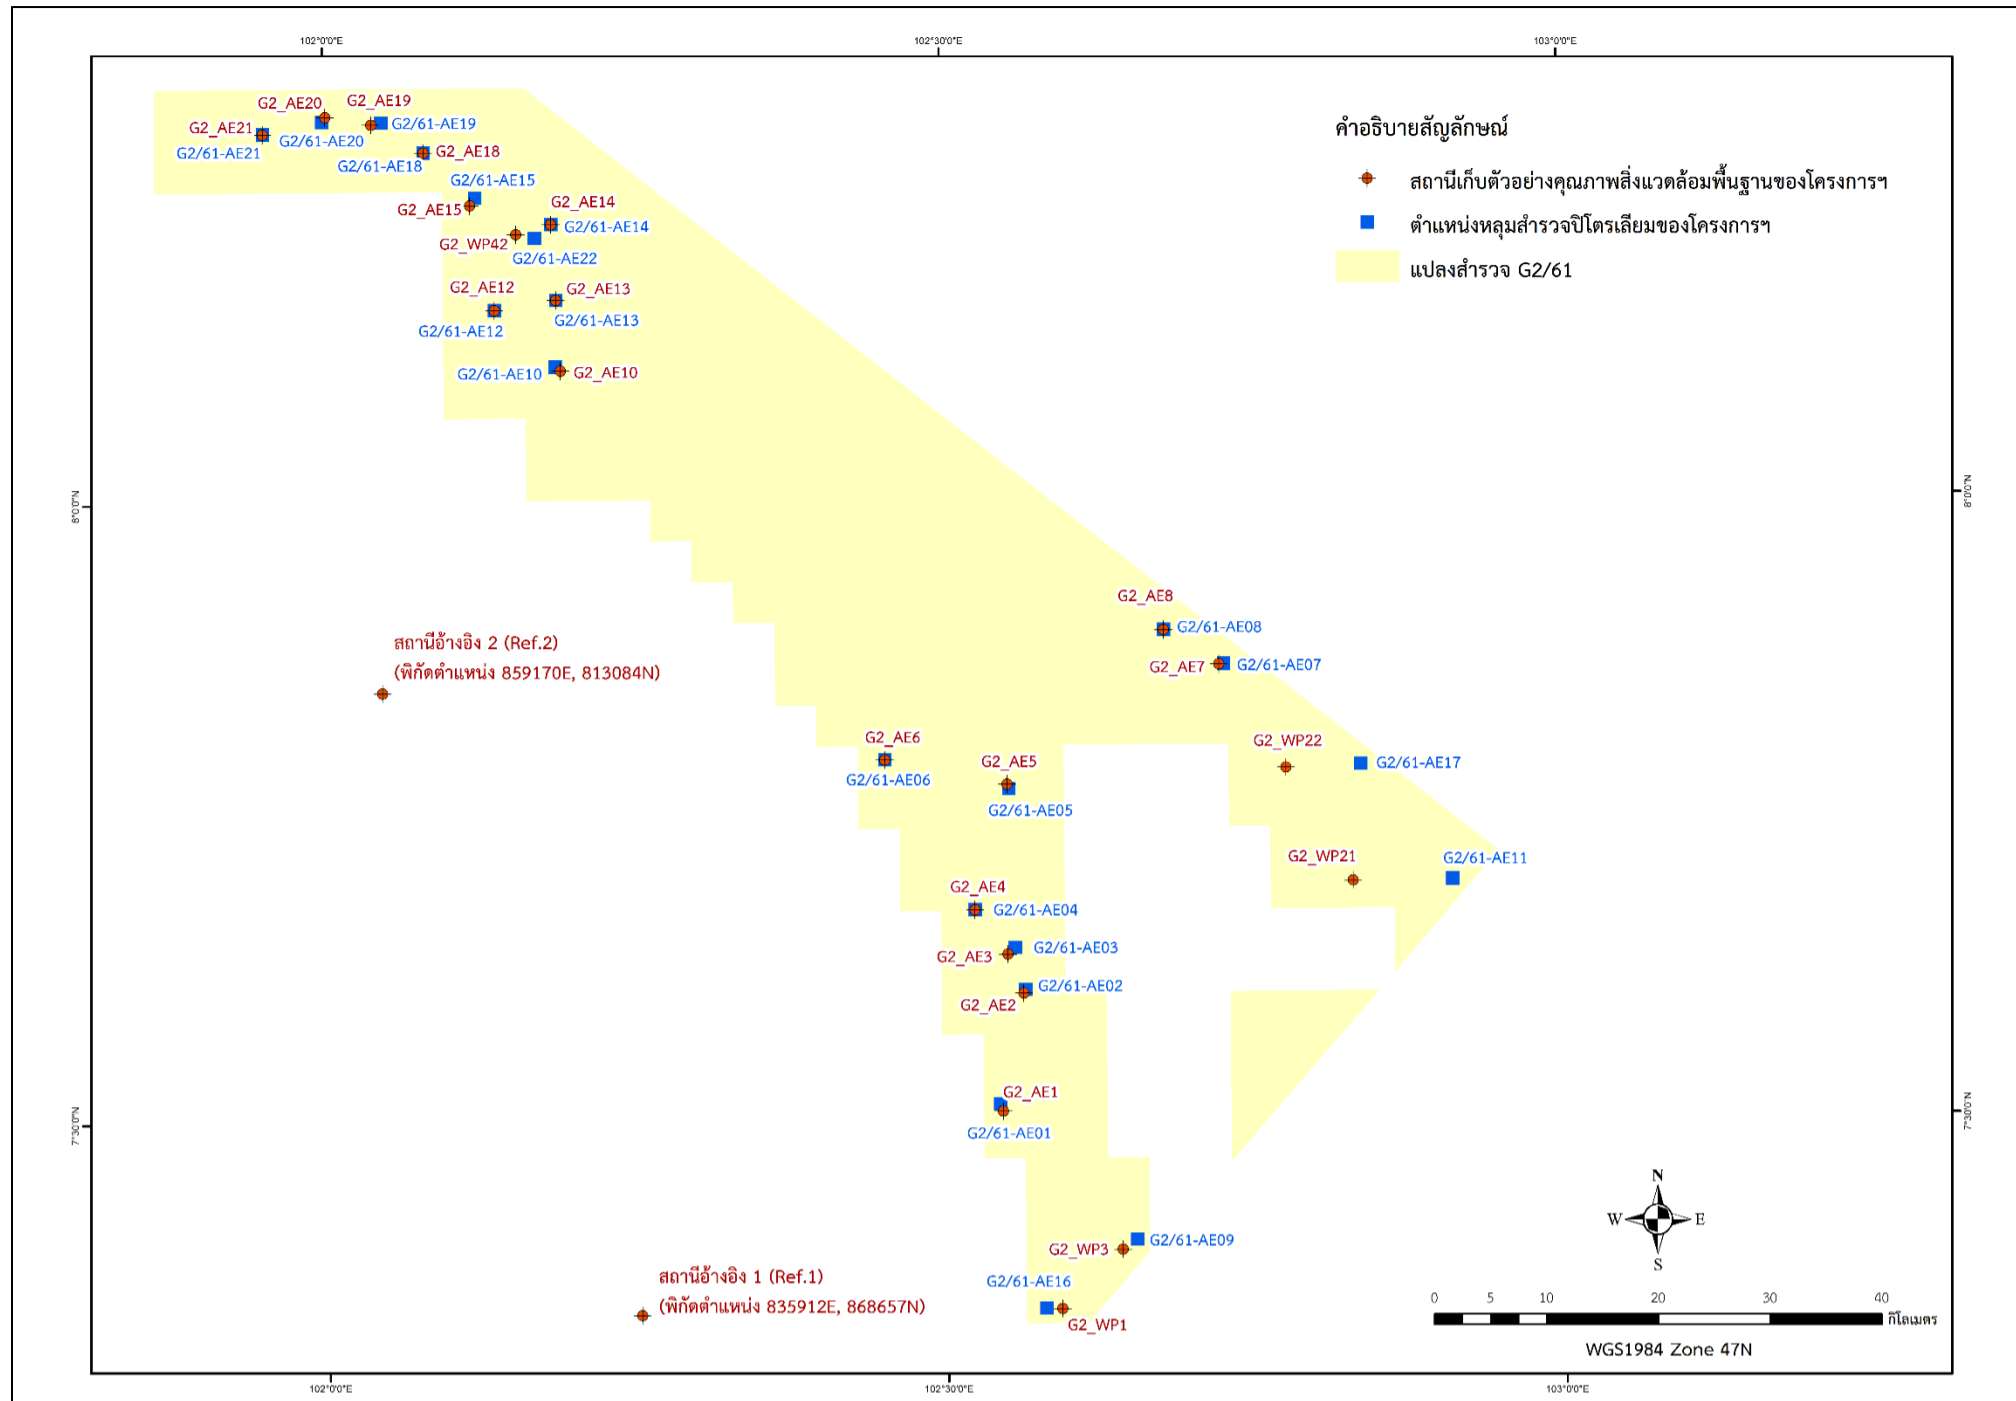 102°0'0"E
102°30'0"E
103°0'0"E
G2_AE20
G2_AE19
G2_AE21
G2/61-AE19
G2/61-AE20
G2/61-AE21
G2/61-AE18
G2_AE18
G2/61-AE15
G2_AE15
G2_AE14
G2/61-AE14
G2_WP42
G2/61-AE22
G2_AE12
G2_AE13
G2/61-AE12
G2/61-AE13
G2/61-AE10
G2_AE10
คำอธิบายสัญลักษณ์
สถานีเก็บตัวอย่างคุณภาพสิ่งแวดล้อมพื้นฐานของโครงการฯ
ตำแหน่งหลุมสำรวจปิโตรเลียมของโครงการฯ
แปลงสำรวจ G2/61
8°0'0"N
8°0'0"N
G2_AE8
G2/61-AE08
G2_AE7
G2/61-AE07
สถานีอ้างอิง 2 (Ref.2)
(พิกัดตำแหน่ง 859170E, 813084N)
G2_AE6
G2/61-AE06
G2_AE5
G2/61-AE05
G2_WP22
G2/61-AE17
G2_WP21
G2/61-AE11
G2_AE4
G2/61-AE04
G2/61-AE03
G2_AE3
G2/61-AE02
G2_AE2
G2_AE1
G2/61-AE01
7°30'0"N
7°30'0"N
G2_WP3
G2/61-AE09
G2/61-AE16
G2_WP1
สถานีอ้างอิง 1 (Ref.1)
(พิกัดตำแหน่ง 835912E, 868657N)
N
W
E
S
0 5 10 20 30 40
กิโลเมตร
WGS1984 Zone 47N
102°0'0"E
102°30'0"E
103°0'0"E